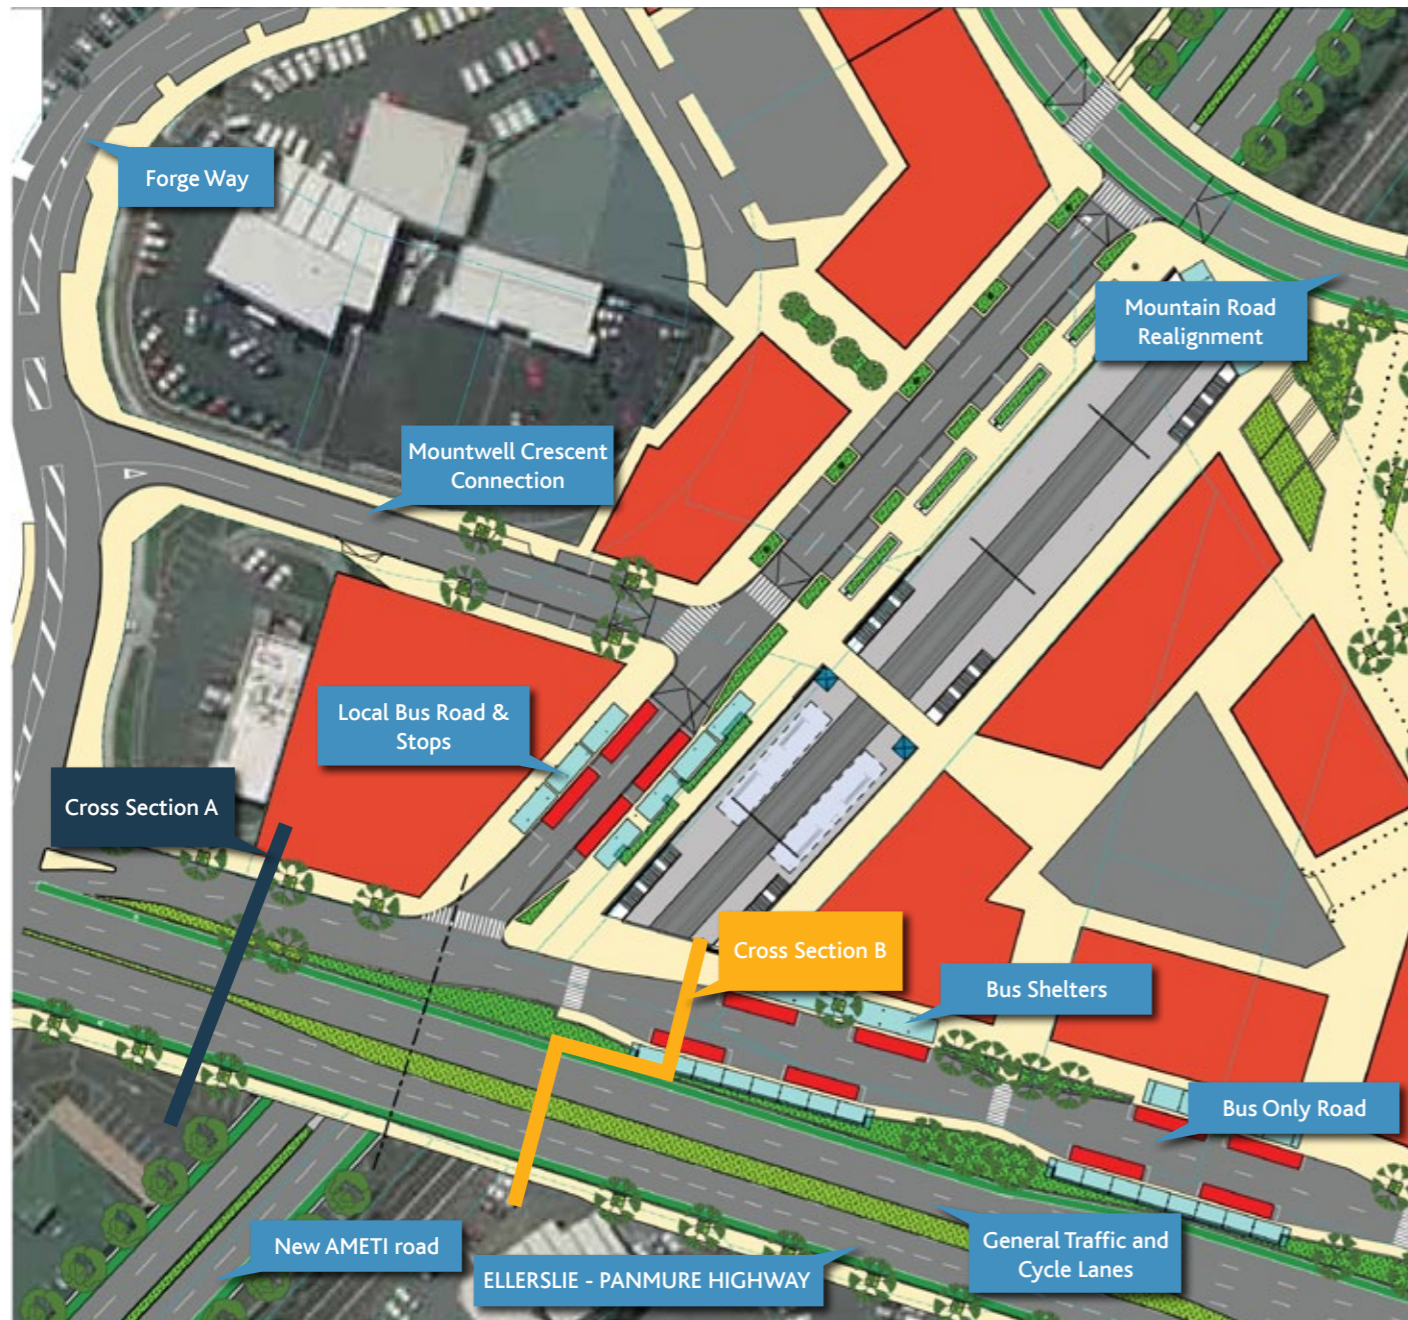 Forge Way
Mountain Road
Realignment
Mountwell Crescent
Connection
Local Bus Road &
Stops
Cross Section A
Cross Section B
Bus Shelters
Bus Only Road
New AMETI road
ELLERSLIE - PANMURE HIGHWAY
General Traffic and
Cycle Lanes